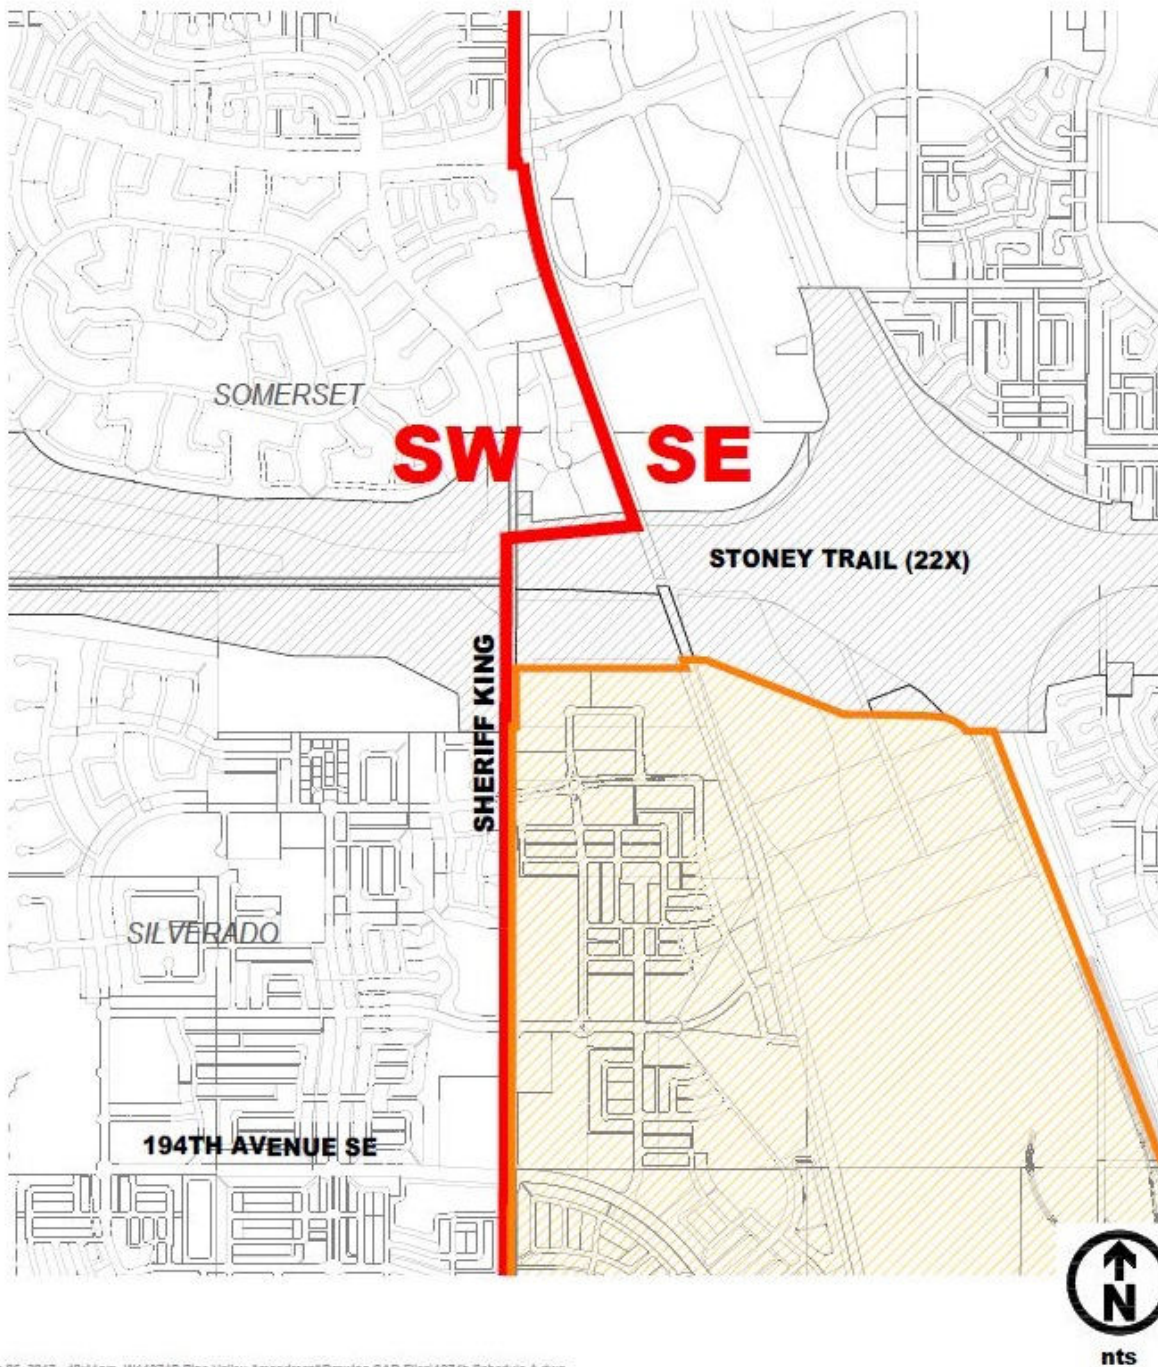 SOMERSET
SW
SE
STONEY TRAIL (22X)
SHERIFF KING
SILVERADO
194TH AVENUE SE
N
nts